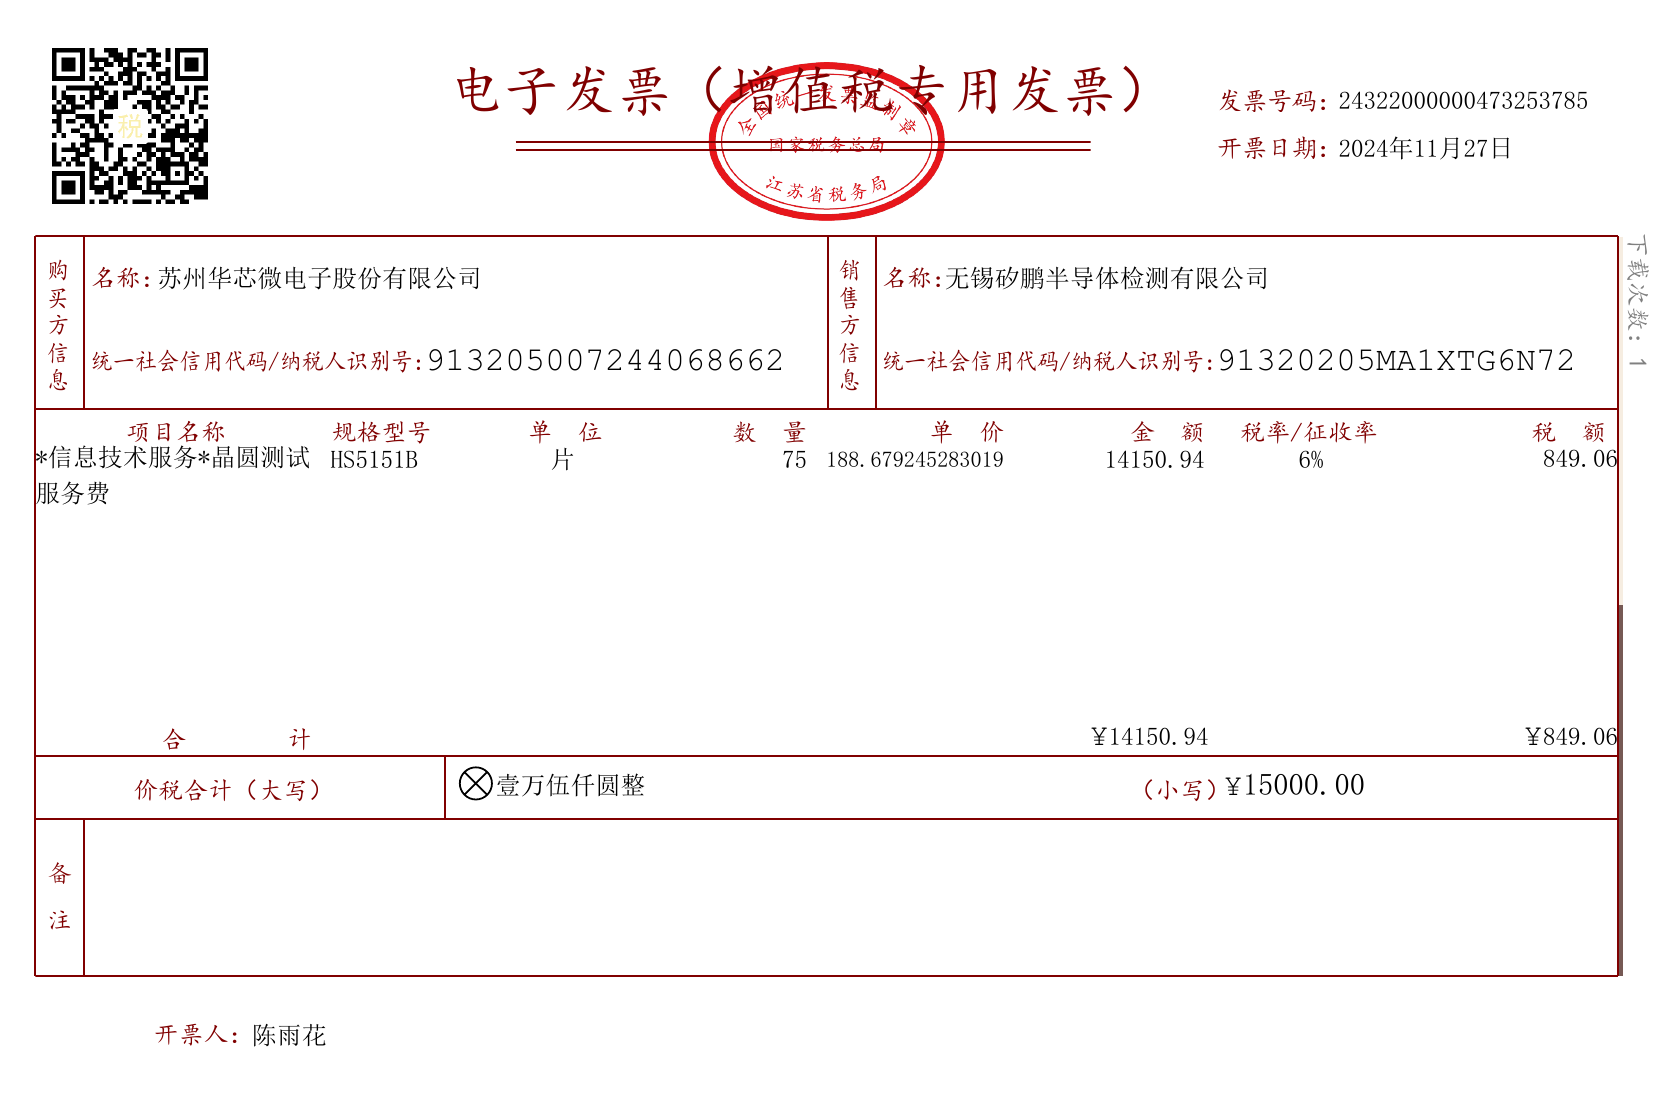 电子发票（增值税专用发票）
全国统一发票监制章
国家税务总局
江苏省税务局
税
发票号码：24322000000473253785
开票日期：2024年11月27日
下载次数：1
购买方信息
名称：苏州华芯微电子股份有限公司
统一社会信用代码/纳税人识别号：913205007244068662
销售方信息
名称：无锡矽鹏半导体检测有限公司
统一社会信用代码/纳税人识别号：91320205MA1XTG6N72
项目名称 规格型号 单 位 数 量 单 价 金 额 税率/征收率 税 额
*信息技术服务*晶圆测试 HS5151B 片 75 188.679245283019 14150.94 6% 849.06
服务费
合 计 ¥14150.94 ¥849.06
价税合计（大写） 壹万伍仟圆整 （小写）¥15000.00
备注
开票人：陈雨花